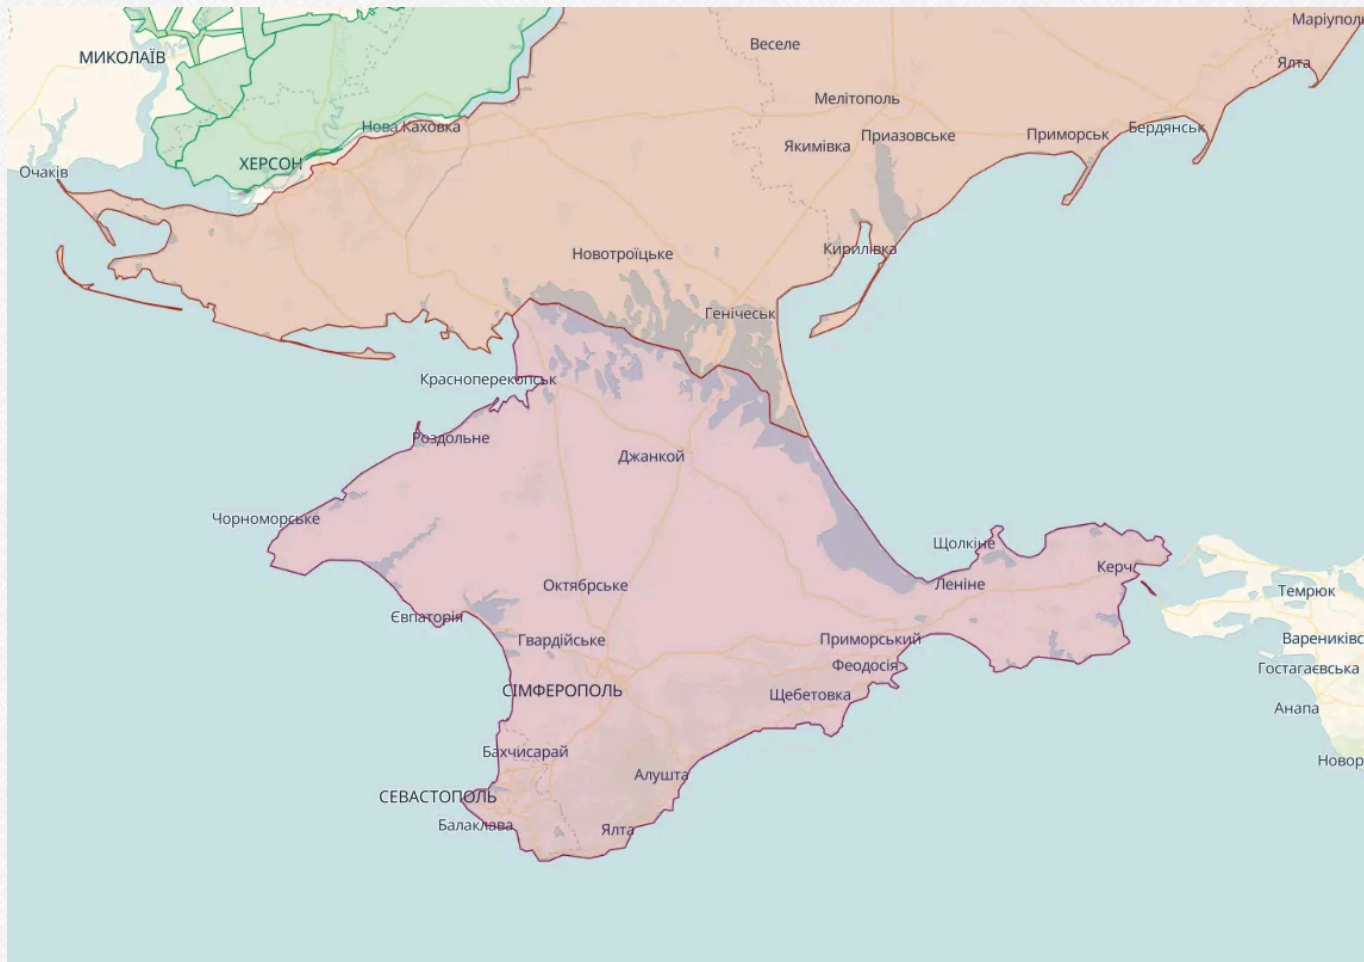 Маріуполь
Веселе
МИКОЛАЇВ
Ялта
Мелітополь
Нова Каховка
Приазовське
Приморськ
Бердянськ
Якимівка
ХЕРСОН
Очаків
Новотроїцьке
Кирилівка
Генічеськ
Красноперекопськ
Роздольне
Джанкой
Чорноморське
Щолкіне
Керч
Октябрське
Леніне
Темрюк
Євпаторія
Гвардійське
Приморський
Варениківс
Феодосія
Гостагаєвська
СІМФЕРОПОЛЬ
Щебетовка
Анапа
Бахчисарай
Новор
Алушта
СЕВАСТОПОЛЬ
Балаклава
Ялта